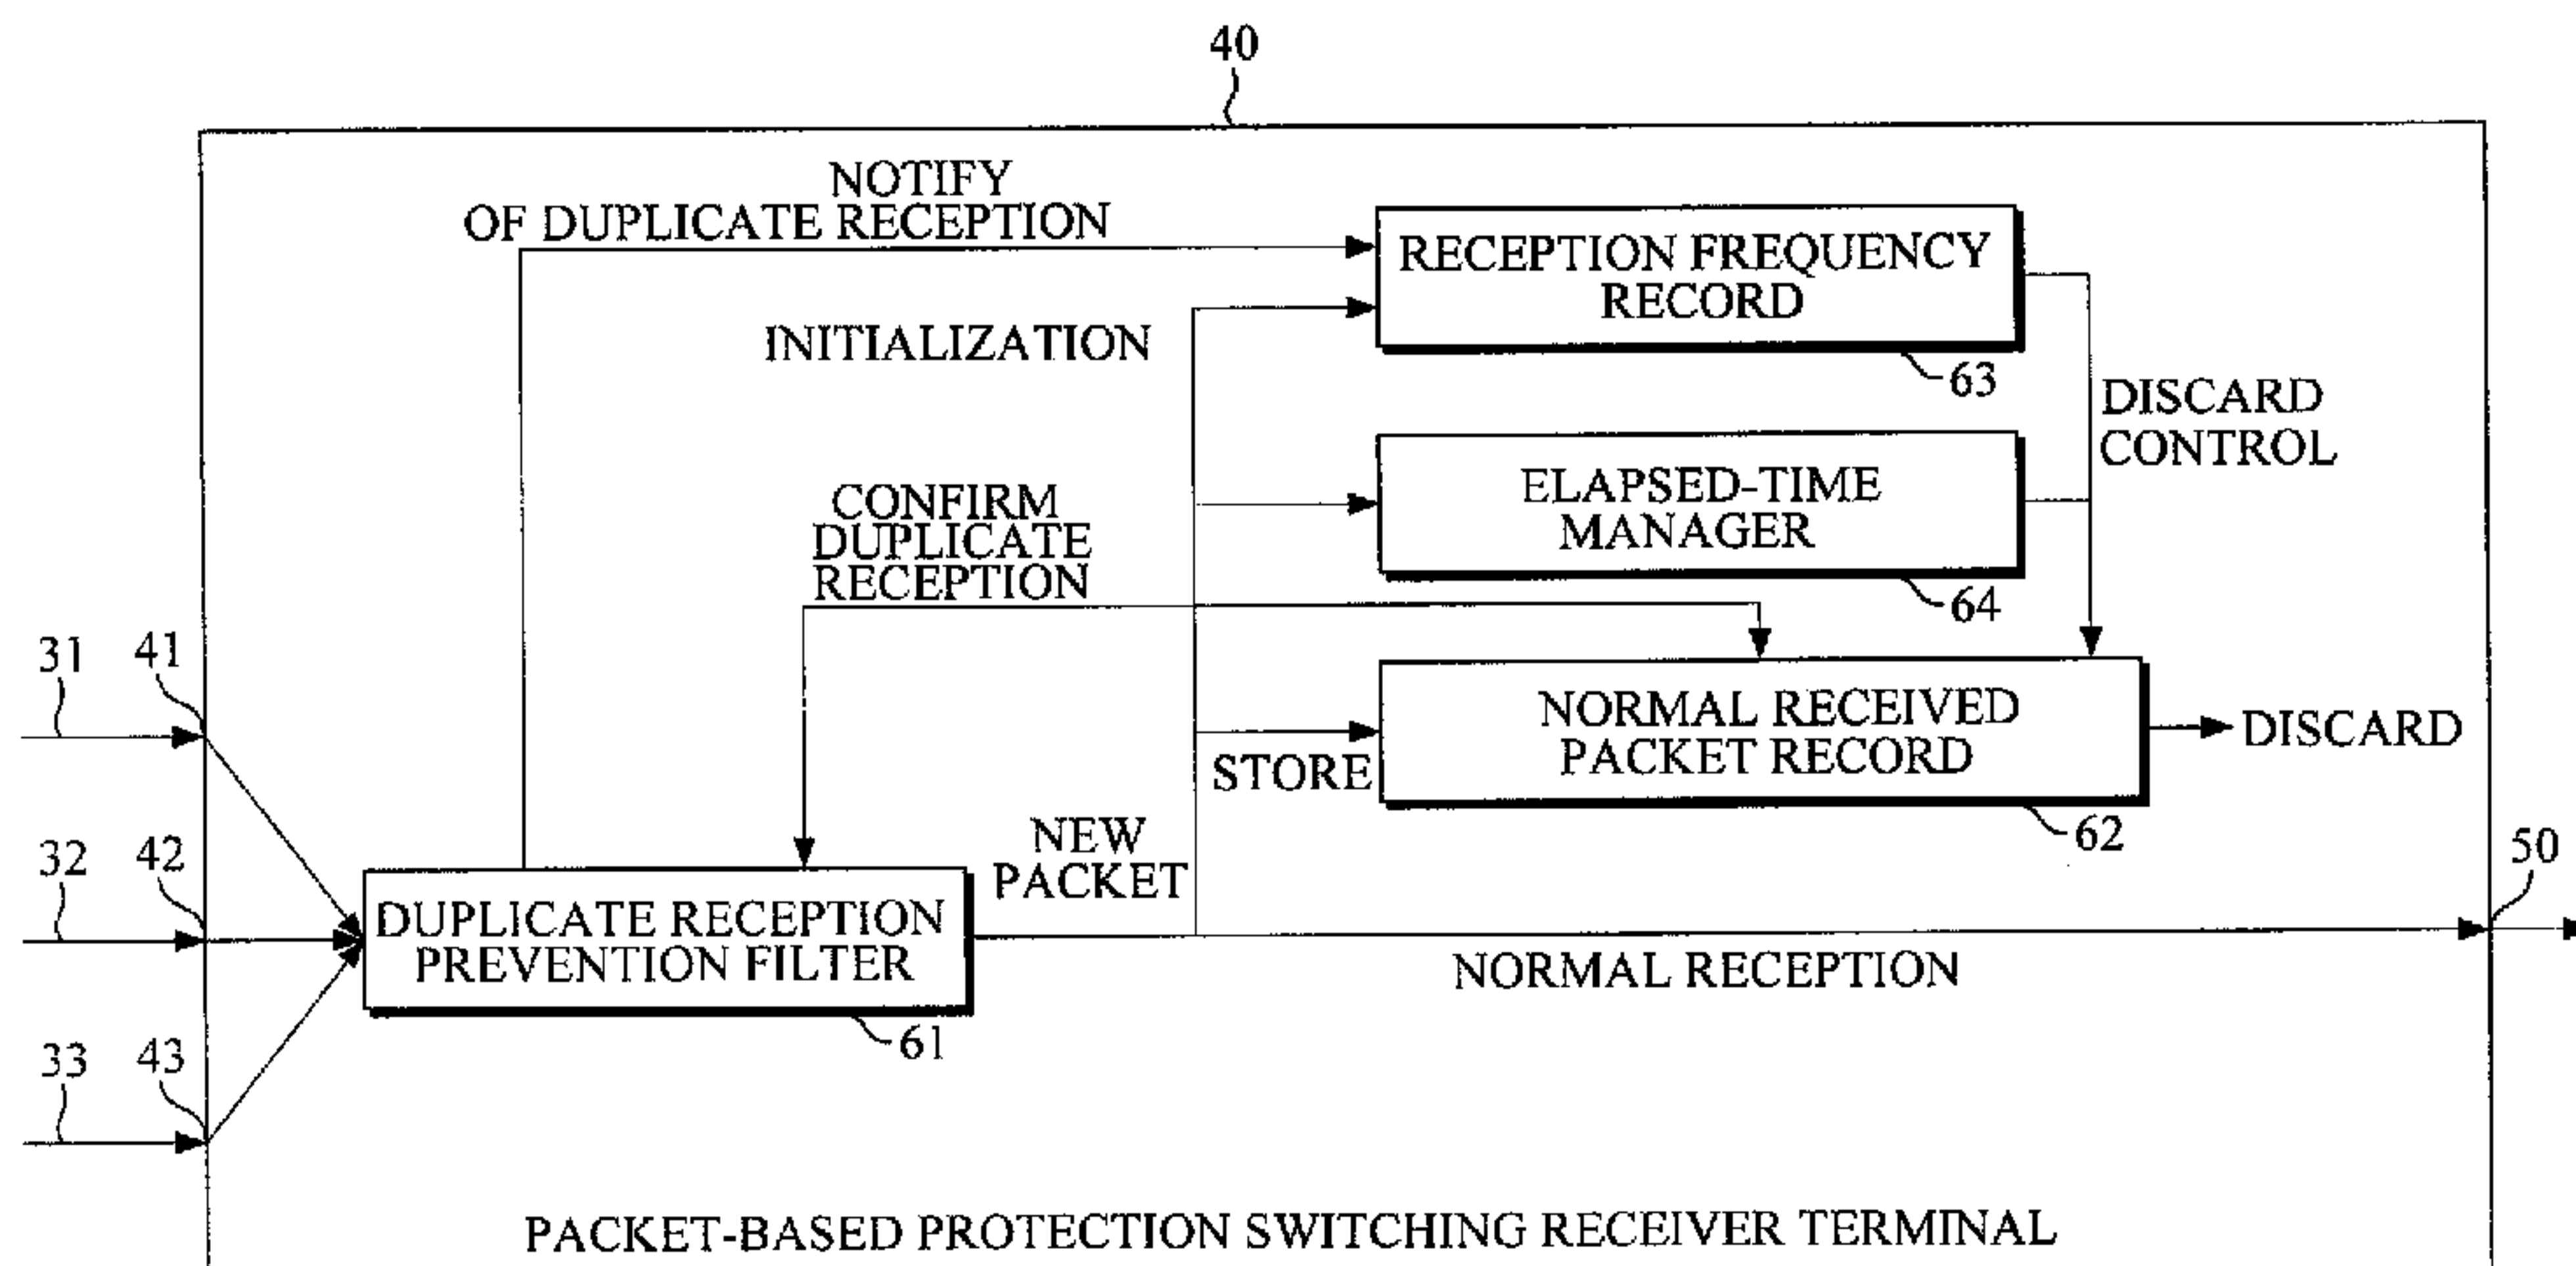 40
NOTIFY
OF DUPLICATE RECEPTION
RECEPTION FREQUENCY
RECORD
INITIALIZATION
63
DISCARD
CONTROL
ELAPSED-TIME
MANAGER
CONFIRM
DUPLICATE
RECEPTION
64
31
41
NORMAL RECEIVED
PACKET RECORD
DISCARD
STORE
62
NEW
PACKET
32
42
50
DUPLICATE RECEPTION
PREVENTION FILTER
NORMAL RECEPTION
61
33
43
PACKET-BASED PROTECTION SWITCHING RECEIVER TERMINAL